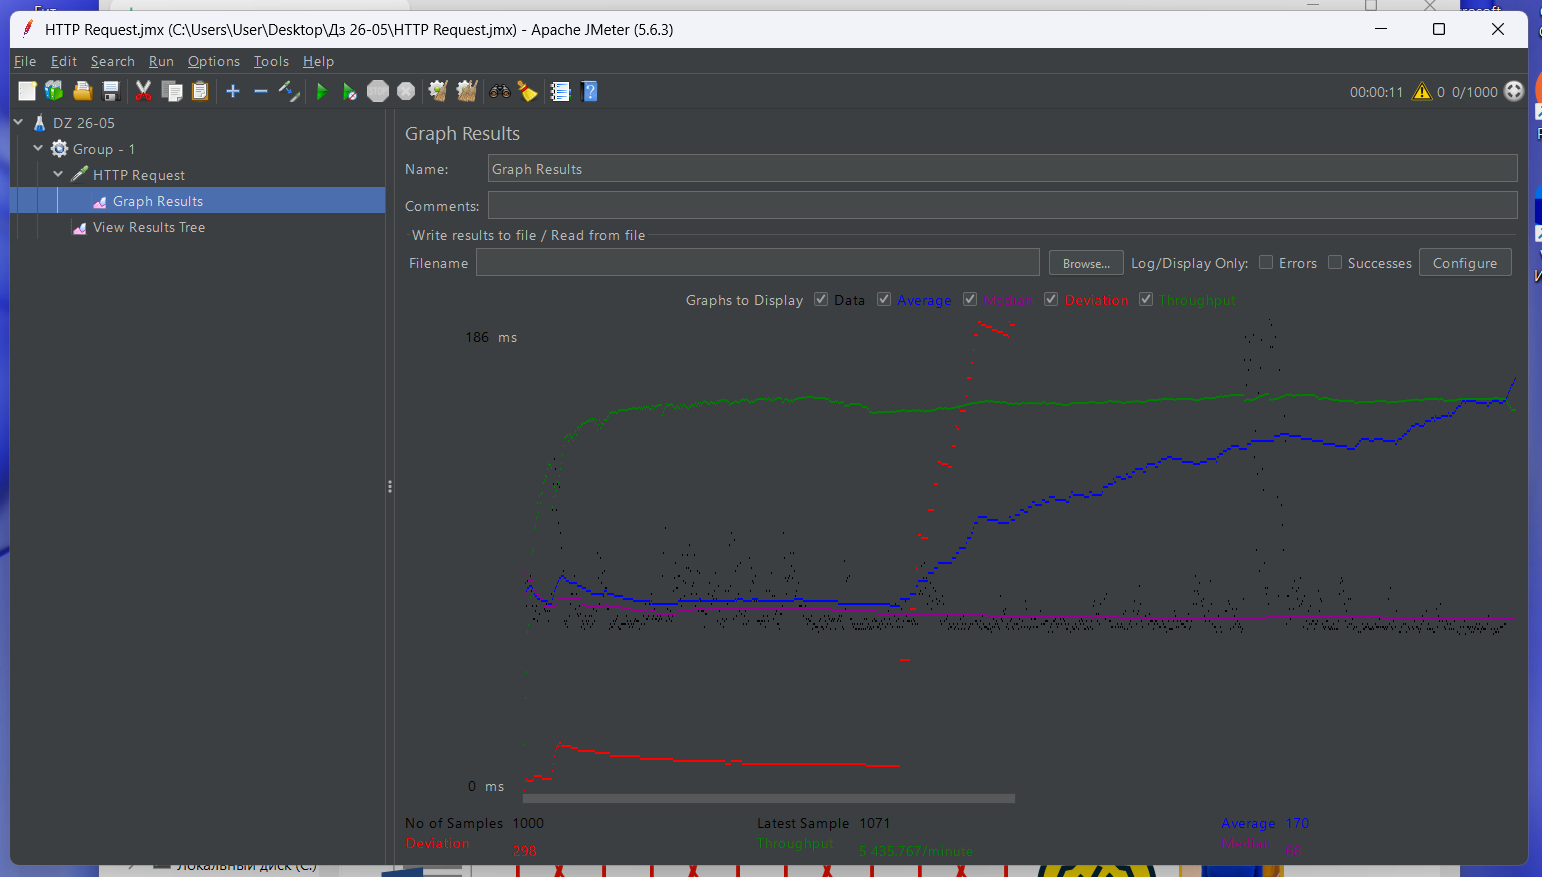 HTTP Request.jmx (C:\Users\User\Desktop\Дз 26-05\HTTP Request.jmx) - Apache JMeter (5.6.3)
File Edit Search Run Options Tools Help
00:00:11 0 0/1000
DZ 26-05
Group - 1
HTTP Request
Graph Results
View Results Tree
Graph Results
Name: Graph Results
Comments:
Write results to file / Read from file
Filename Browse... Log/Display Only: Errors Successes Configure
Graphs to Display Data Average Median Deviation Throughput
186 ms
0 ms
No of Samples 1000 Latest Sample 1071 Average 170
Deviation 298 Throughput 5 435.767/minute Median 66
Локальный диск (C:)